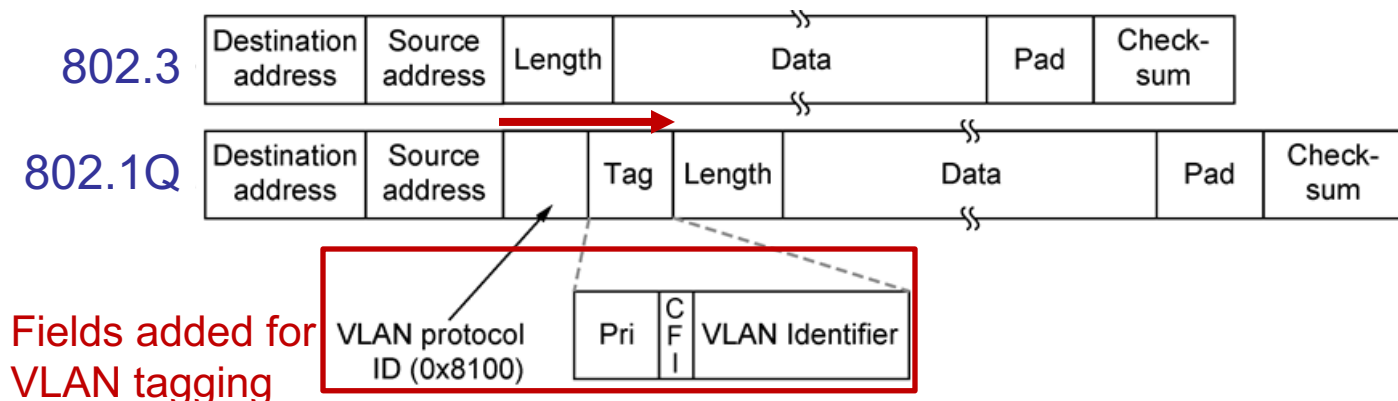 802.3
Destination
address
Source
address
Length
Data
Pad
Check-
sum
802.1Q
Destination
address
Source
address
Tag
Length
Data
Pad
Check-
sum
Fields added for
VLAN tagging
VLAN protocol
ID (0x8100)
Pri
C
F
I
VLAN Identifier